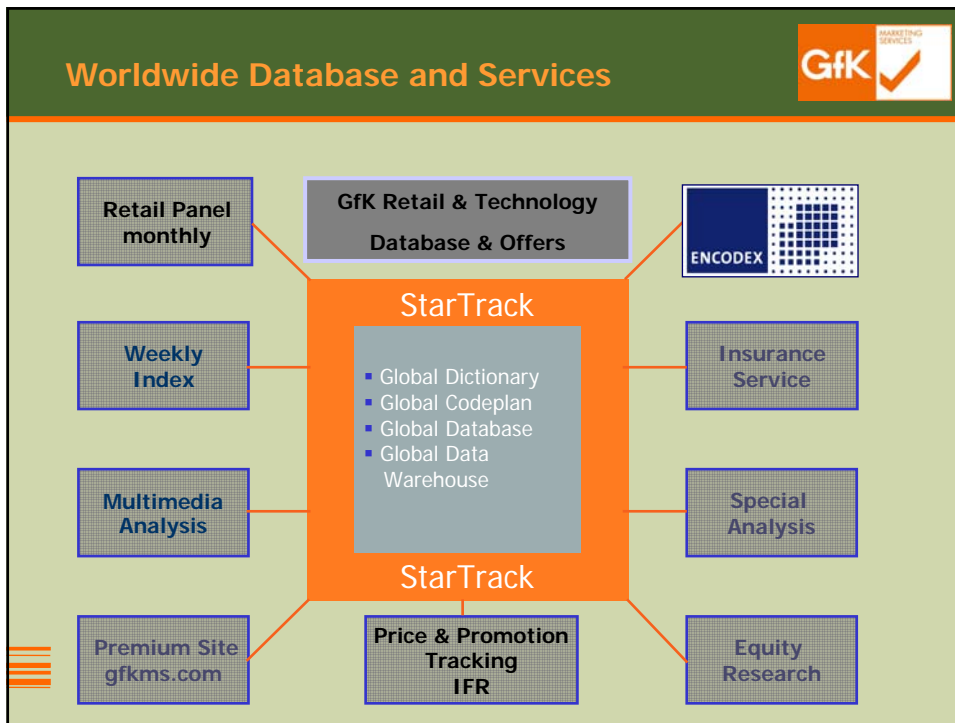 Worldwide Database and Services
GfK
MARKETING
SERVICES
Retail Panel
monthly
GfK Retail & Technology
Database & Offers
ENCODEX
StarTrack
Weekly
Index
▪ Global Dictionary
▪ Global Codeplan
▪ Global Database
▪ Global Data
Warehouse
Insurance
Service
Multimedia
Analysis
Special
Analysis
StarTrack
Premium Site
gfkms.com
Price & Promotion
Tracking
IFR
Equity
Research